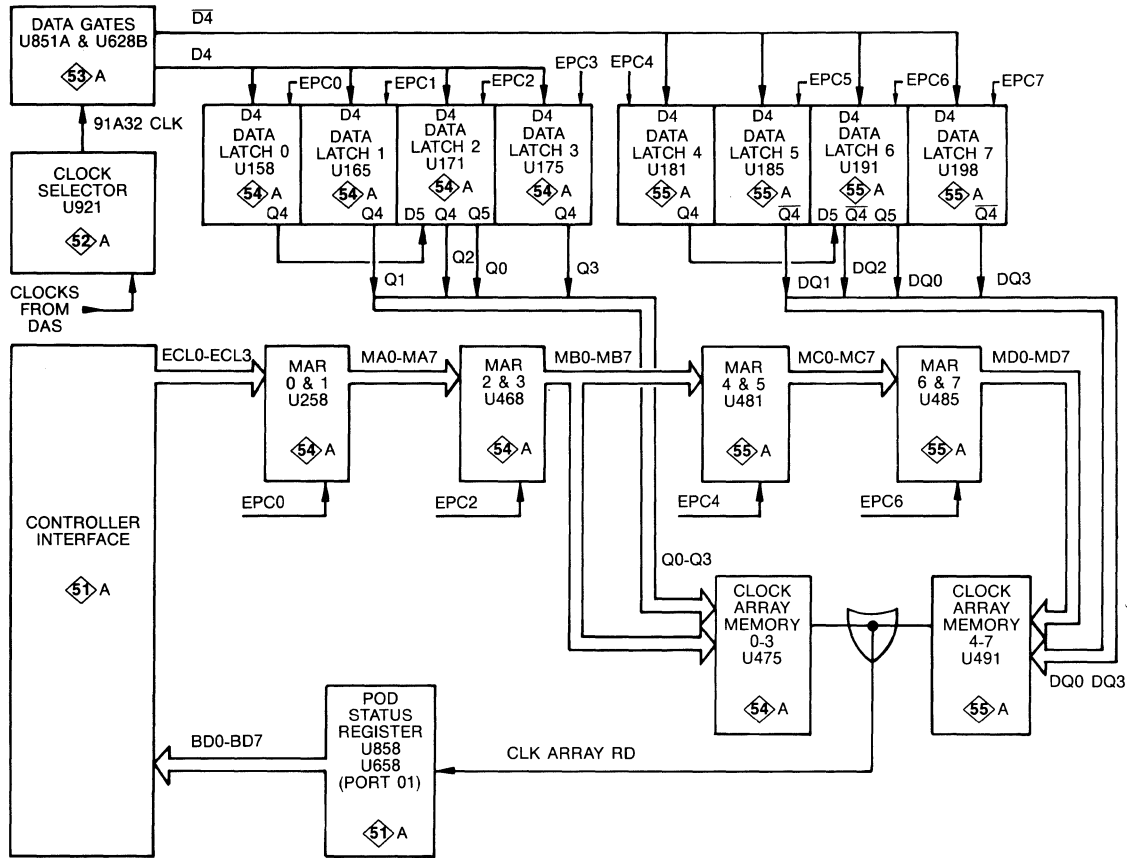 DATA GATES
U851A & U628B
53 A
D4
D4
91A32 CLK
CLOCK
SELECTOR
U921
52 A
CLOCKS
FROM
DAS
EPC0
EPC1
EPC2
EPC3
EPC4
EPC5
EPC6
EPC7
D4
DATA
LATCH 0
U158
54 A
Q4
D4
DATA
LATCH 1
U165
54 A
Q4
D4
DATA
LATCH 2
U171
54 A
D5 Q4 Q5
D4
DATA
LATCH 3
U175
54 A
Q4
D4
DATA
LATCH 4
U181
55 A
Q4
D4
DATA
LATCH 5
U185
55 A
Q4
D4
DATA
LATCH 6
U191
55 A
D5 Q4 Q5
D4
DATA
LATCH 7
U198
55 A
Q4
Q1
Q2
Q0
Q3
DQ1
DQ2
DQ0
DQ3
CONTROLLER
INTERFACE
51 A
ECL0-ECL3
MAR
0 & 1
U258
54 A
EPC0
MA0-MA7
MAR
2 & 3
U468
54 A
EPC2
MB0-MB7
MAR
4 & 5
U481
55 A
EPC4
MC0-MC7
MAR
6 & 7
U485
55 A
EPC6
MD0-MD7
Q0-Q3
CLOCK
ARRAY
MEMORY
0-3
U475
54 A
CLOCK
ARRAY
MEMORY
4-7
U491
55 A
DQ0 DQ3
BD0-BD7
POD
STATUS
REGISTER
U858
U658
(PORT 01)
51 A
CLK ARRAY RD